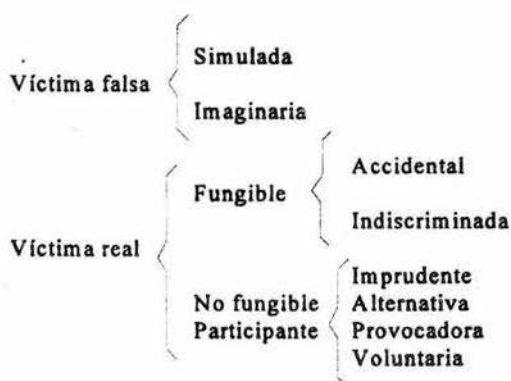 Víctima falsa
Simulada
Imaginaria
Víctima real
Fungible
Accidental
Indiscriminada
No fungible
Participante
Imprudente
Alternativa
Provocadora
Voluntaria